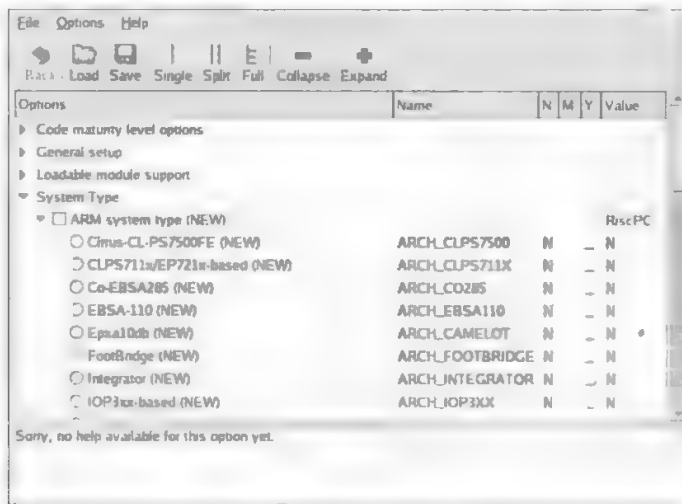 File Options Help
Back Load Save Single Split Full Collapse Expand
Options Name N M Y Value
Code maturity level options
General setup
Loadable module support
System Type
ARM system type (NEW) RiscPC
Cirrus-CL-PS7500FE (NEW) ARCH_CLPS7500 N _ N
CLPS711x/EP721x-based (NEW) ARCH_CLPS711X N _ N
Co-EBSA285 (NEW) ARCH_CO285 N _ N
EBSA-110 (NEW) ARCH_EBSA110 N _ N
Epxa10db (NEW) ARCH_CAMELOT N _ N
FootBridge (NEW) ARCH_FOOTBRIDGE N _ N
Integrator (NEW) ARCH_INTEGRATOR N _ N
IOP3xx-based (NEW) ARCH_IOP3XX N _ N
Sorry, no help available for this option yet.